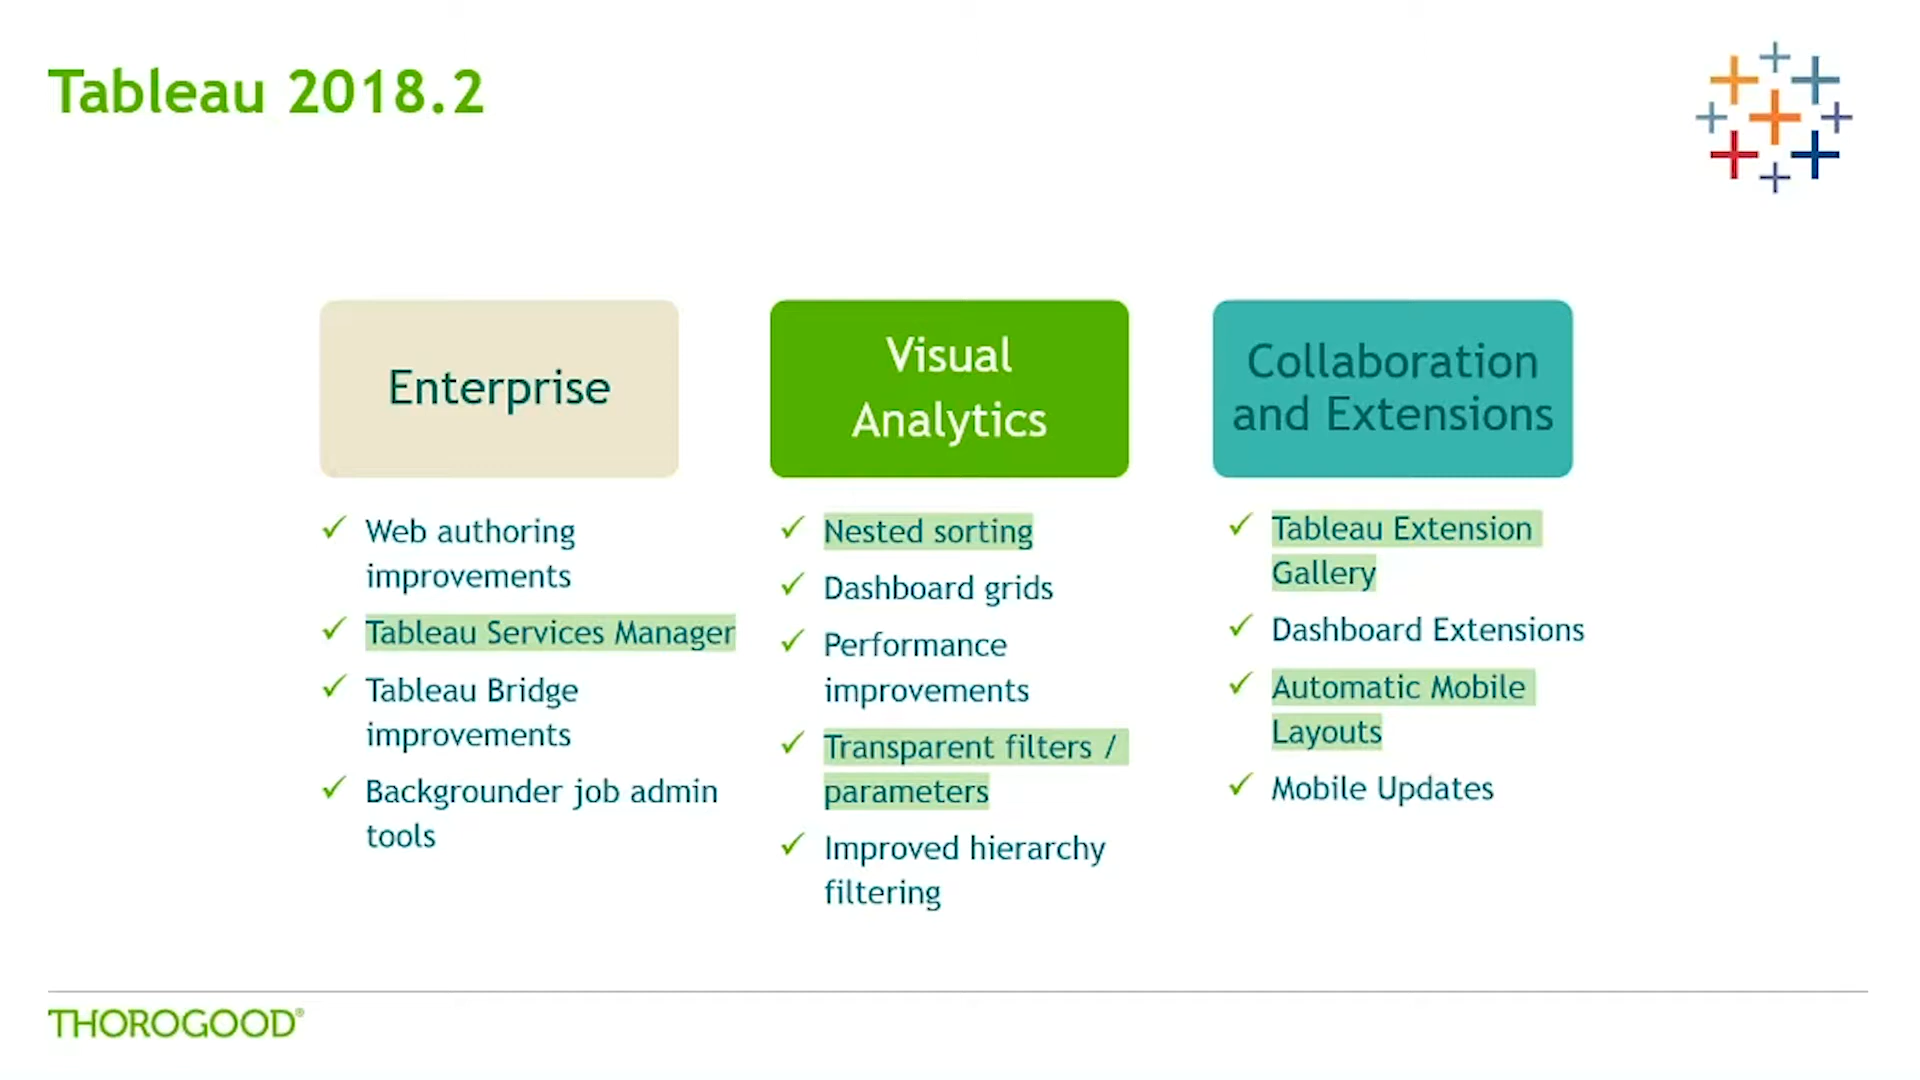 Tableau 2018.2
Enterprise
✓ Web authoring
improvements
✓ Tableau Services Manager
✓ Tableau Bridge
improvements
✓ Backgrounder job admin
tools
Visual
Analytics
✓ Nested sorting
✓ Dashboard grids
✓ Performance
improvements
✓ Transparent filters /
parameters
✓ Improved hierarchy
filtering
Collaboration
and Extensions
✓ Tableau Extension
Gallery
✓ Dashboard Extensions
✓ Automatic Mobile
Layouts
✓ Mobile Updates
THOROGOOD®